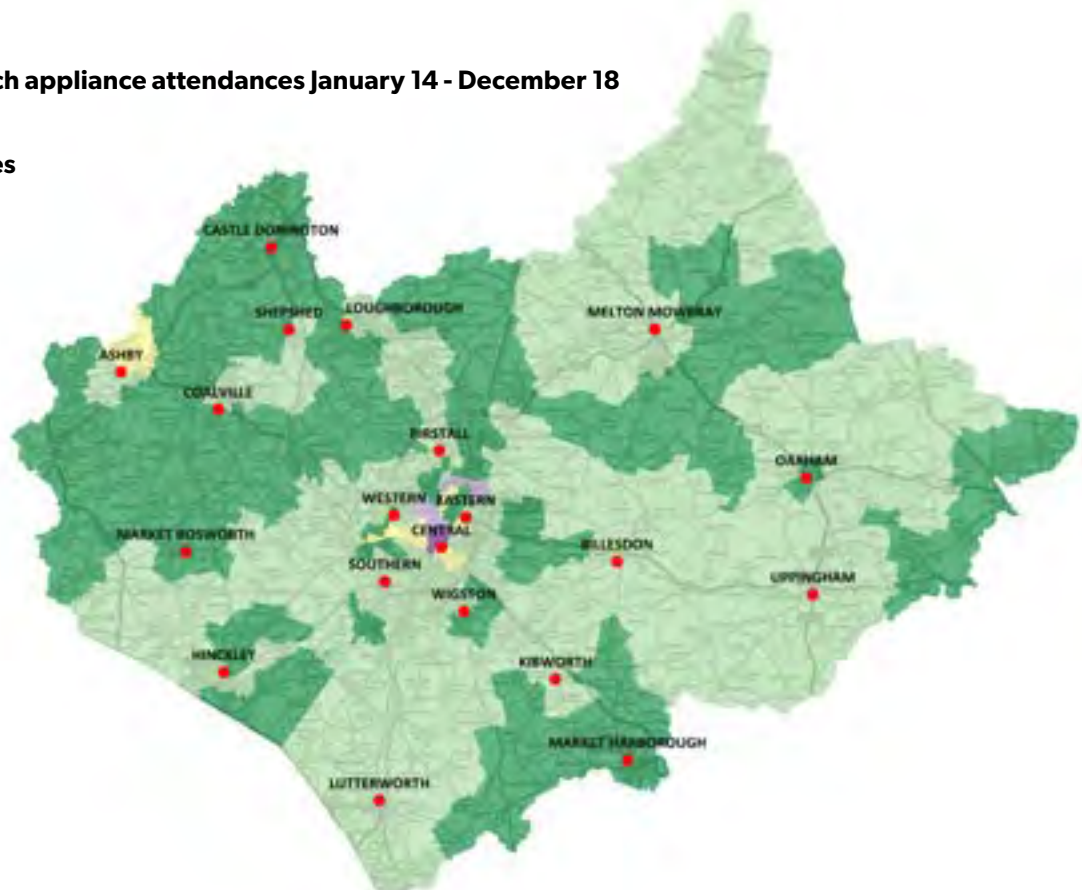 ch appliance attendances January 14 - December 18
es
CASTLE DONINGTON
SHEPSHED
LOUGHBOROUGH
MELTON MOWBRAY
ASHBY
COALVILLE
BIRSTALL
OAKHAM
WESTERN
EASTERN
CENTRAL
MARKET BOSWORTH
BILLESDON
SOUTHERN
UPPINGHAM
WIGSTON
HINCKLEY
KIBWORTH
MARKET HARBOROUGH
LUTTERWORTH